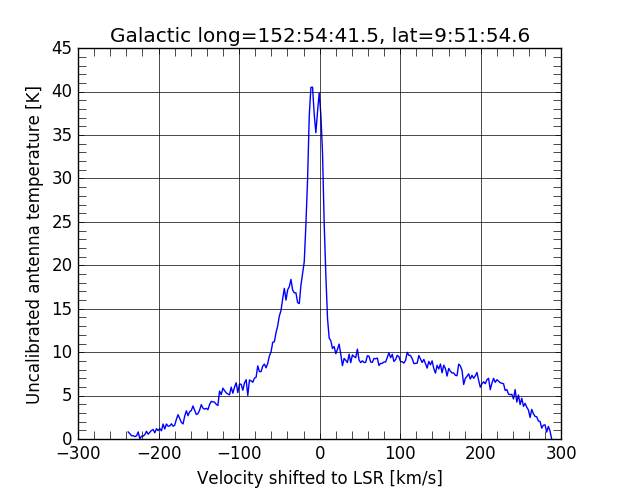 Galactic long=152:54:41.5, lat=9:51:54.6
Uncalibrated antenna temperature [K]
45
40
35
30
25
20
15
10
5
0
−300 −200 −100 0 100 200 300
Velocity shifted to LSR [km/s]